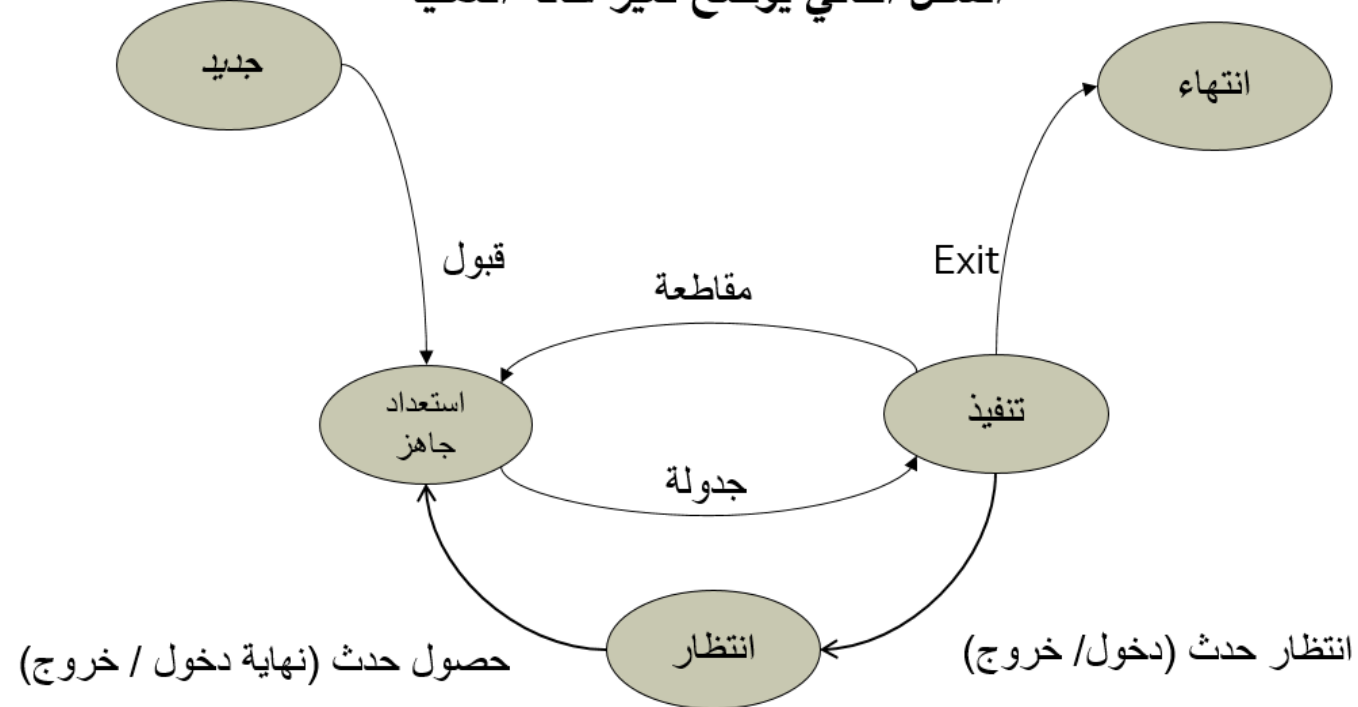 جديد
انتهاء
قبول
Exit
مقاطعة
استعداد
جاهز
تنفيذ
جدولة
انتظار
انتظار حدث (دخول/ خروج)
حصول حدث (نهاية دخول / خروج)